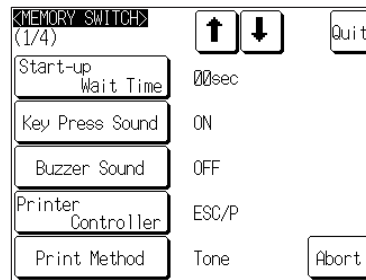 <MEMORY SWITCH>
(1/4)
Quit
Start-up
Wait Time
00sec
Key Press Sound
ON
Buzzer Sound
OFF
Printer
Controller
ESC/P
Print Method
Tone
Abort